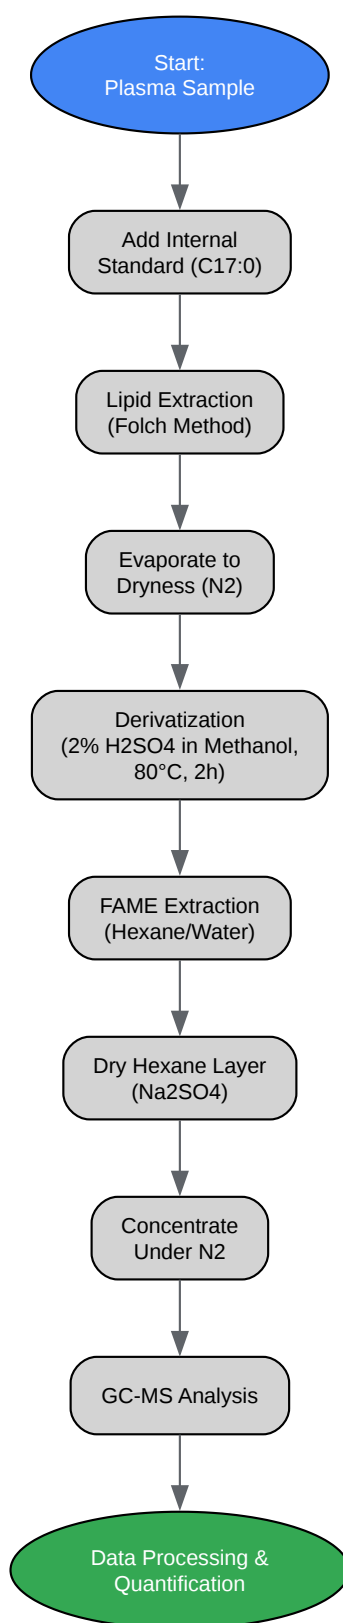 Start:
Plasma Sample
Add Internal
Standard (C17:0)
Lipid Extraction
(Folch Method)
Evaporate to
Dryness (N2)
Derivatization
(2% H2SO4 in Methanol,
80°C, 2h)
FAME Extraction
(Hexane/Water)
Dry Hexane Layer
(Na2SO4)
Concentrate
Under N2
GC-MS Analysis
Data Processing &
Quantification